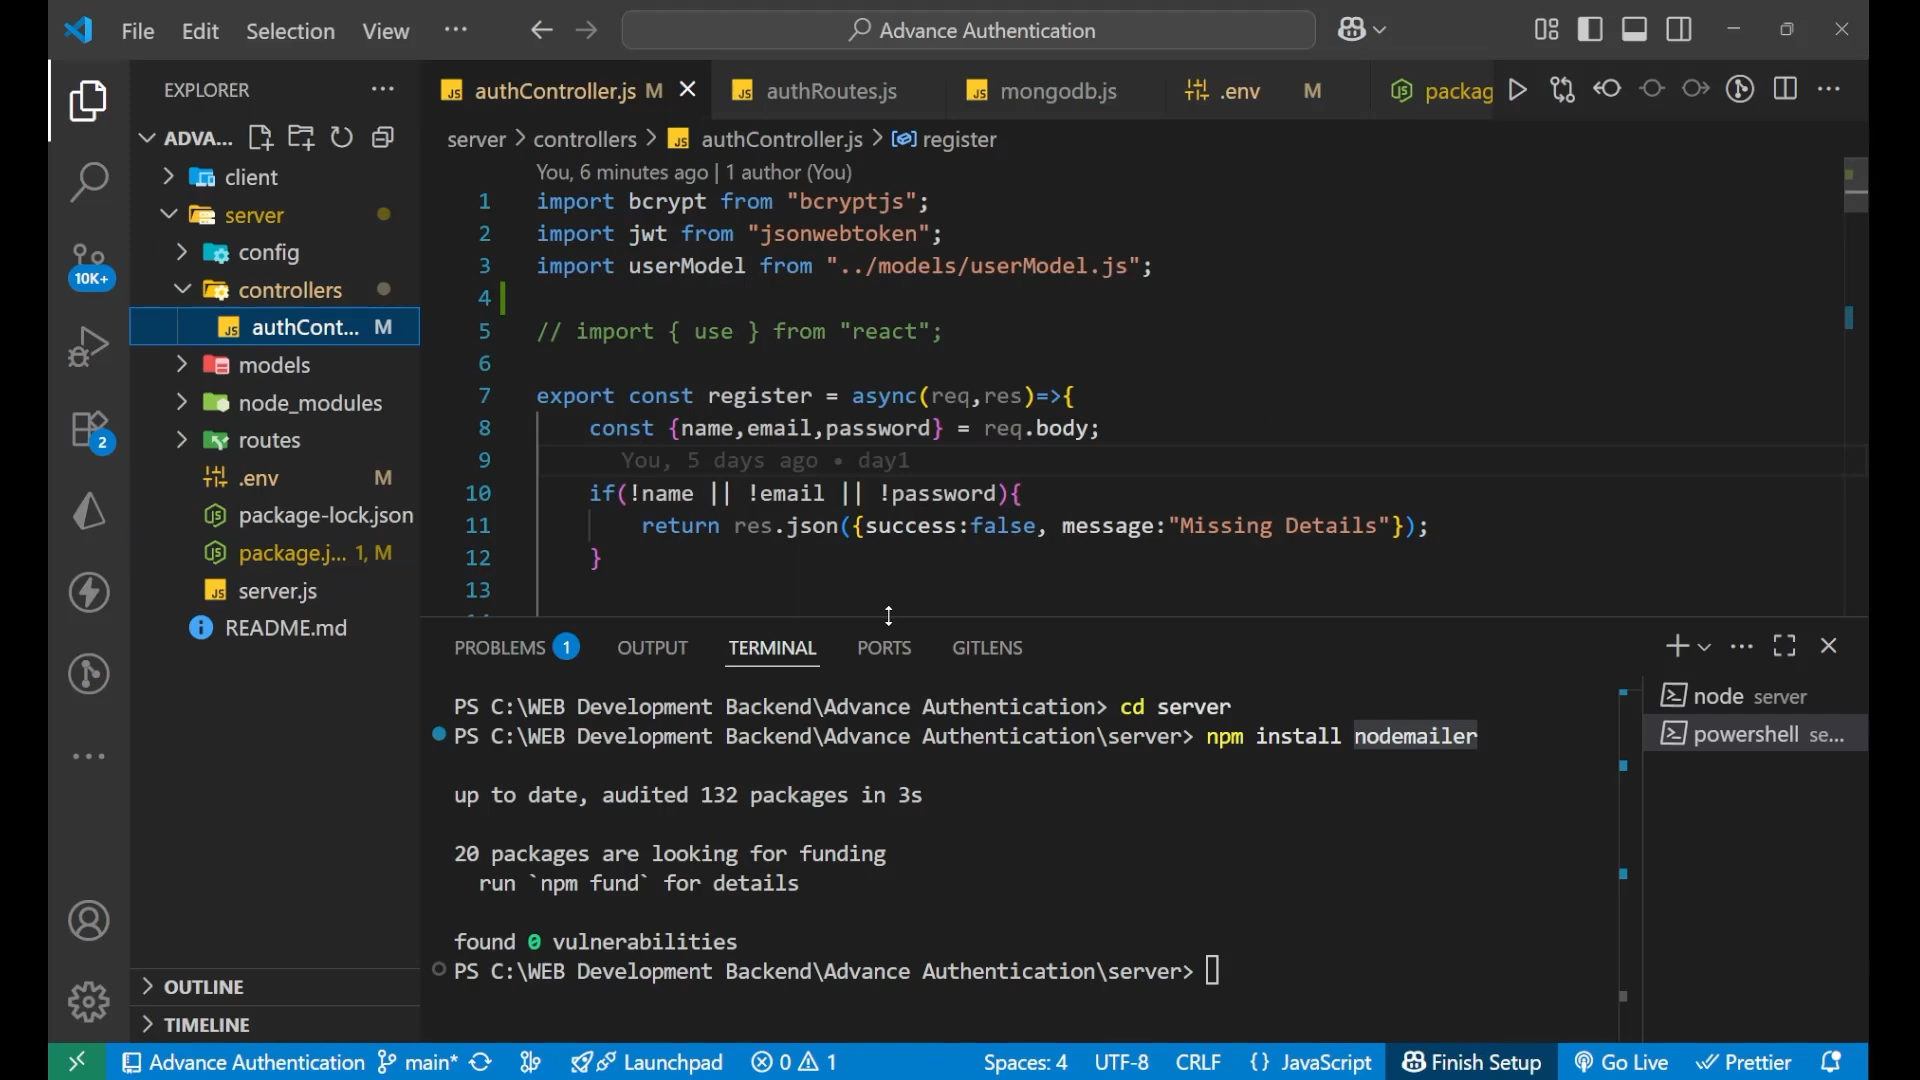 File Edit Selection View ··· Advance Authentication
EXPLORER ···
ADVA...
client
server
config
controllers
authCont... M
models
node_modules
routes
.env M
package-lock.json
package.j... 1, M
server.js
README.md
OUTLINE
TIMELINE
10K+
2
authController.js M authRoutes.js mongodb.js .env M packag
server > controllers > authController.js > register
You, 6 minutes ago | 1 author (You)
1 import bcrypt from "bcryptjs";
2 import jwt from "jsonwebtoken";
3 import userModel from "../models/userModel.js";
4
5 // import { use } from "react";
6
7 export const register = async(req,res)=>{
8 const {name,email,password} = req.body;
9 You, 5 days ago • day1
10 if(!name || !email || !password){
11 return res.json({success:false, message:"Missing Details"});
12 }
13
PROBLEMS 1 OUTPUT TERMINAL PORTS GITLENS
PS C:\WEB Development Backend\Advance Authentication> cd server
PS C:\WEB Development Backend\Advance Authentication\server> npm install nodemailer
up to date, audited 132 packages in 3s
20 packages are looking for funding
run `npm fund` for details
found 0 vulnerabilities
PS C:\WEB Development Backend\Advance Authentication\server>
node server
powershell se...
Advance Authentication main* Launchpad 0 1 Spaces: 4 UTF-8 CRLF {} JavaScript Finish Setup Go Live Prettier